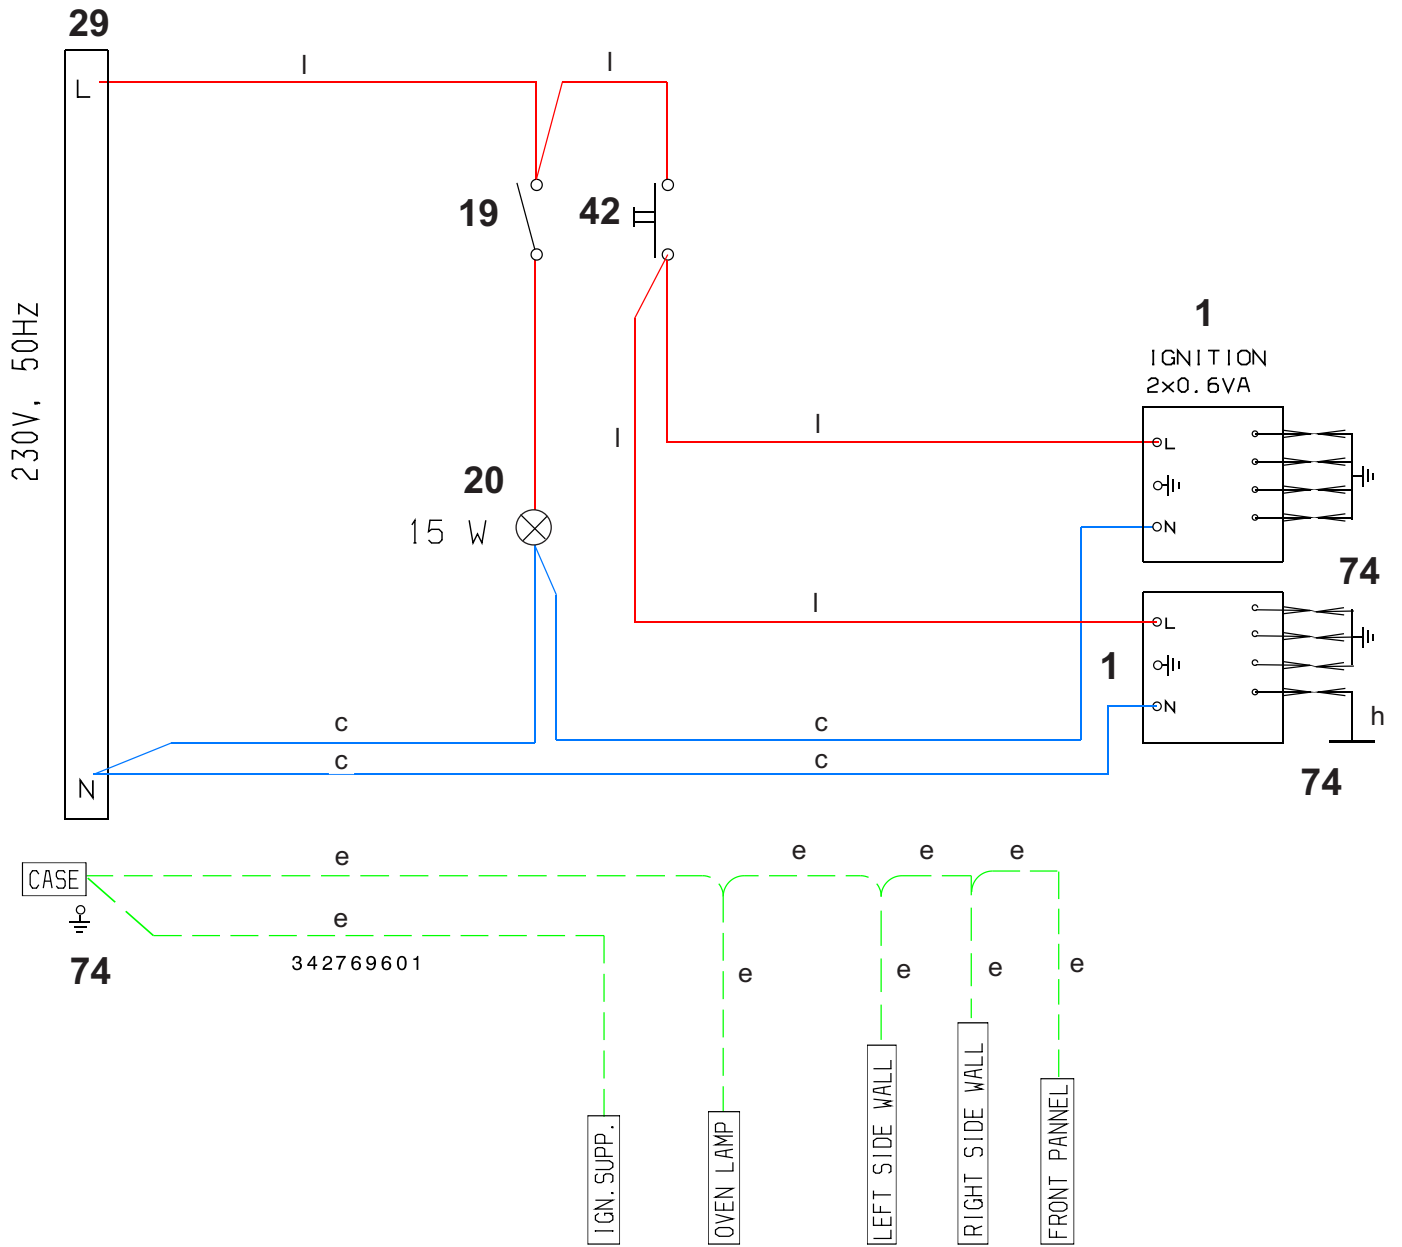 29
L
l
l
19
42
230V, 50HZ
1
IGNITION
2x0.6VA
l
l
L
N
20
15 W
74
l
L
1
N
h
74
c
c
c
c
N
CASE
e
e
e
e
e
74
342769601
e
e
e
e
IGN.SUPP.
OVEN LAMP
LEFT SIDE WALL
RIGHT SIDE WALL
FRONT PANNEL